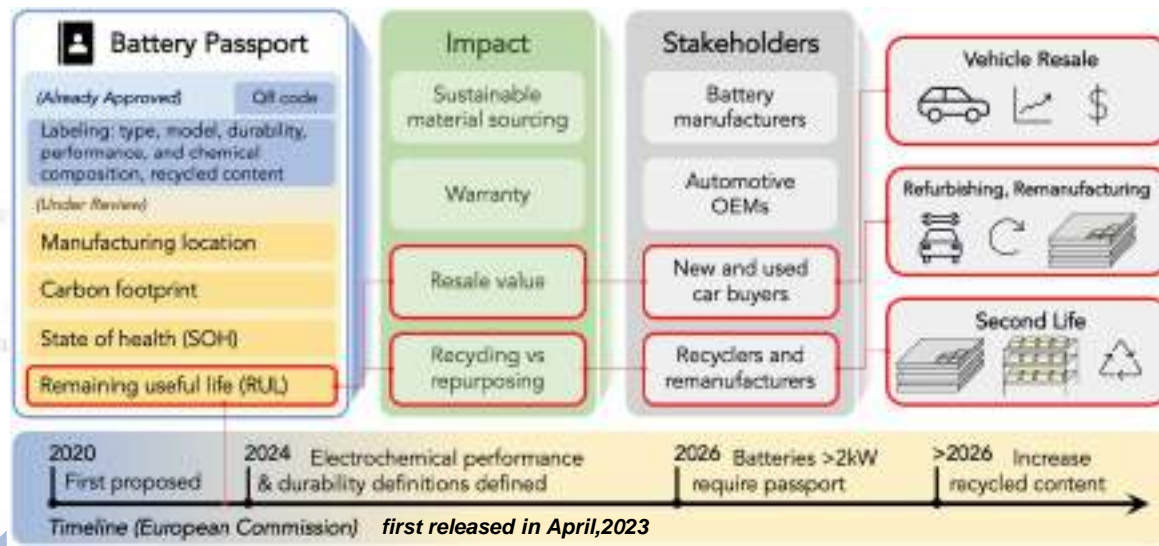 Battery Passport
(Already Approved)
QR code
Labeling: type, model, durability,
performance, and chemical
composition, recycled content
(Under Review)
Manufacturing location
Carbon footprint
State of health (SOH)
Remaining useful life (RUL)
Impact
Sustainable
material sourcing
Warranty
Resale value
Recycling vs
repurposing
Stakeholders
Battery
manufacturers
Automotive
OEMs
New and used
car buyers
Recyclers and
remanufacturers
Vehicle Resale
$
Refurbishing, Remanufacturing
Second Life
2020
First proposed
2024 Electrochemical performance
& durability definitions defined
2026 Batteries >2kW
require passport
>2026 Increase
recycled content
Timeline (European Commission) first released in April,2023